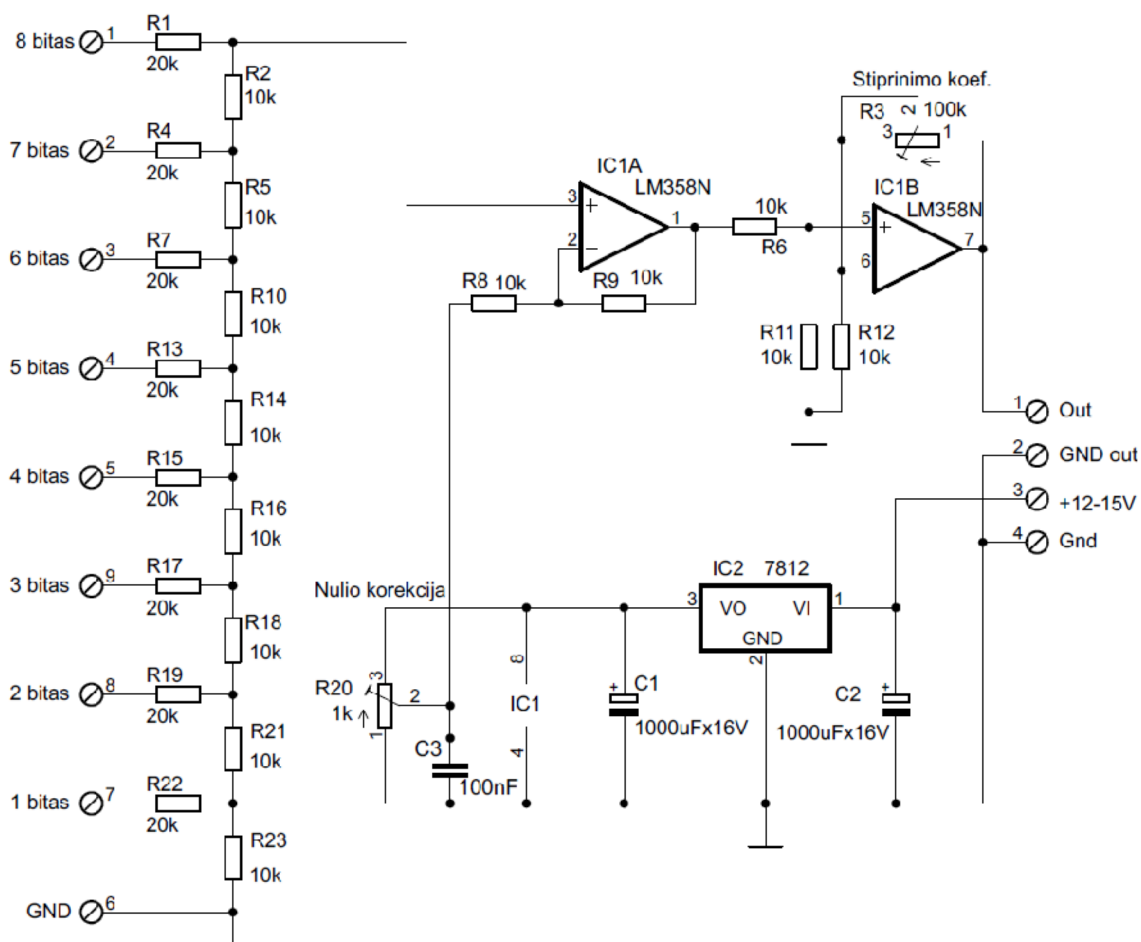 8 bitas 1 R1 20k
R2 10k
7 bitas 2 R4 20k
R5 10k
6 bitas 3 R7 20k
R10 10k
5 bitas 4 R13 20k
R14 10k
4 bitas 5 R15 20k
R16 10k
3 bitas 9 R17 20k
R18 10k
2 bitas 8 R19 20k
R21 10k
1 bitas 7 R22 20k
R23 10k
GND 6
Stiprinimo koef.
R3 2 100k
3 1
IC1A
LM358N
3 +
2 −
1
10k
R6
IC1B
LM358N
5 +
6
7
R8 10k
R9 10k
R11 10k
R12 10k
1 Out
2 GND out
3 +12-15V
4 Gnd
Nulio korekcija
IC2 7812
3 VO VI 1
GND
2
R20 1k
3
2
1
8
IC1
4
C1
+
1000uFx16V
C2
+
1000uFx16V
C3
100nF